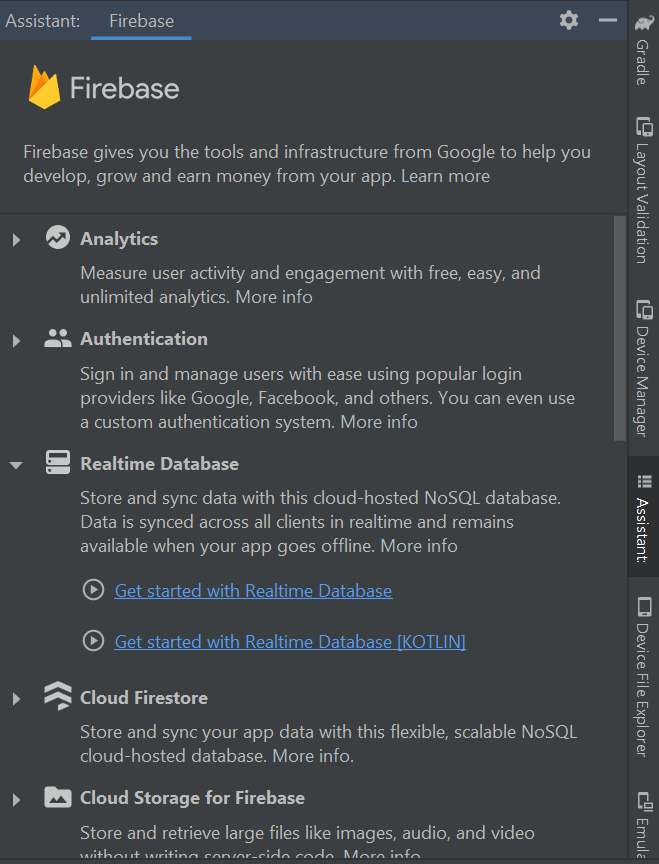 Assistant: Firebase
Firebase
Firebase gives you the tools and infrastructure from Google to help you
develop, grow and earn money from your app. Learn more
Analytics
Measure user activity and engagement with free, easy, and
unlimited analytics. More info
Authentication
Sign in and manage users with ease using popular login
providers like Google, Facebook, and others. You can even use
a custom authentication system. More info
Realtime Database
Store and sync data with this cloud-hosted NoSQL database.
Data is synced across all clients in realtime and remains
available when your app goes offline. More info
Get started with Realtime Database
Get started with Realtime Database [KOTLIN]
Cloud Firestore
Store and sync your app data with this flexible, scalable NoSQL
cloud-hosted database. More info.
Cloud Storage for Firebase
Store and retrieve large files like images, audio, and video
without writing server-side code. More info
Gradle
Layout Validation
Device Manager
Assistant:
Device File Explorer
Emula